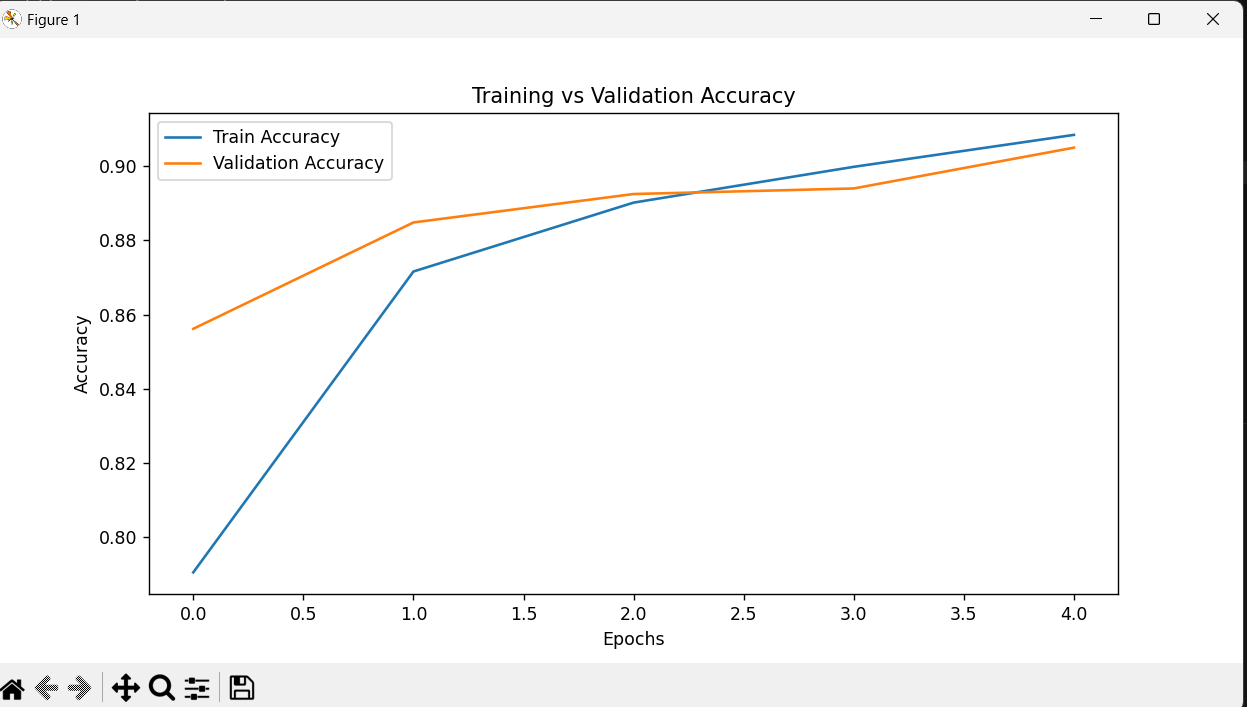 Figure 1
Training vs Validation Accuracy
Train Accuracy
Validation Accuracy
0.90
0.88
0.86
0.84
0.82
0.80
Accuracy
0.0 0.5 1.0 1.5 2.0 2.5 3.0 3.5 4.0
Epochs